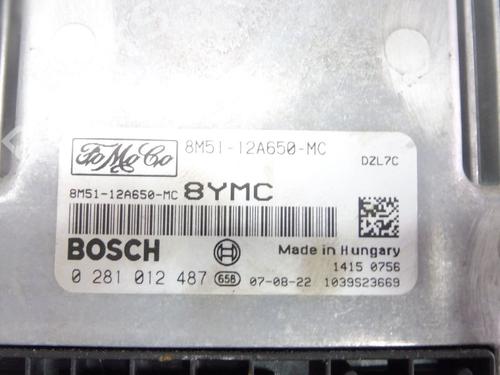 FoMoCo
8M51-12A650-MC
DZL7C
8M51-12A650-MC 8YMC
BOSCH
Made in Hungary
1415 0756
0 281 012 487 658 07-08-22 1039S23669